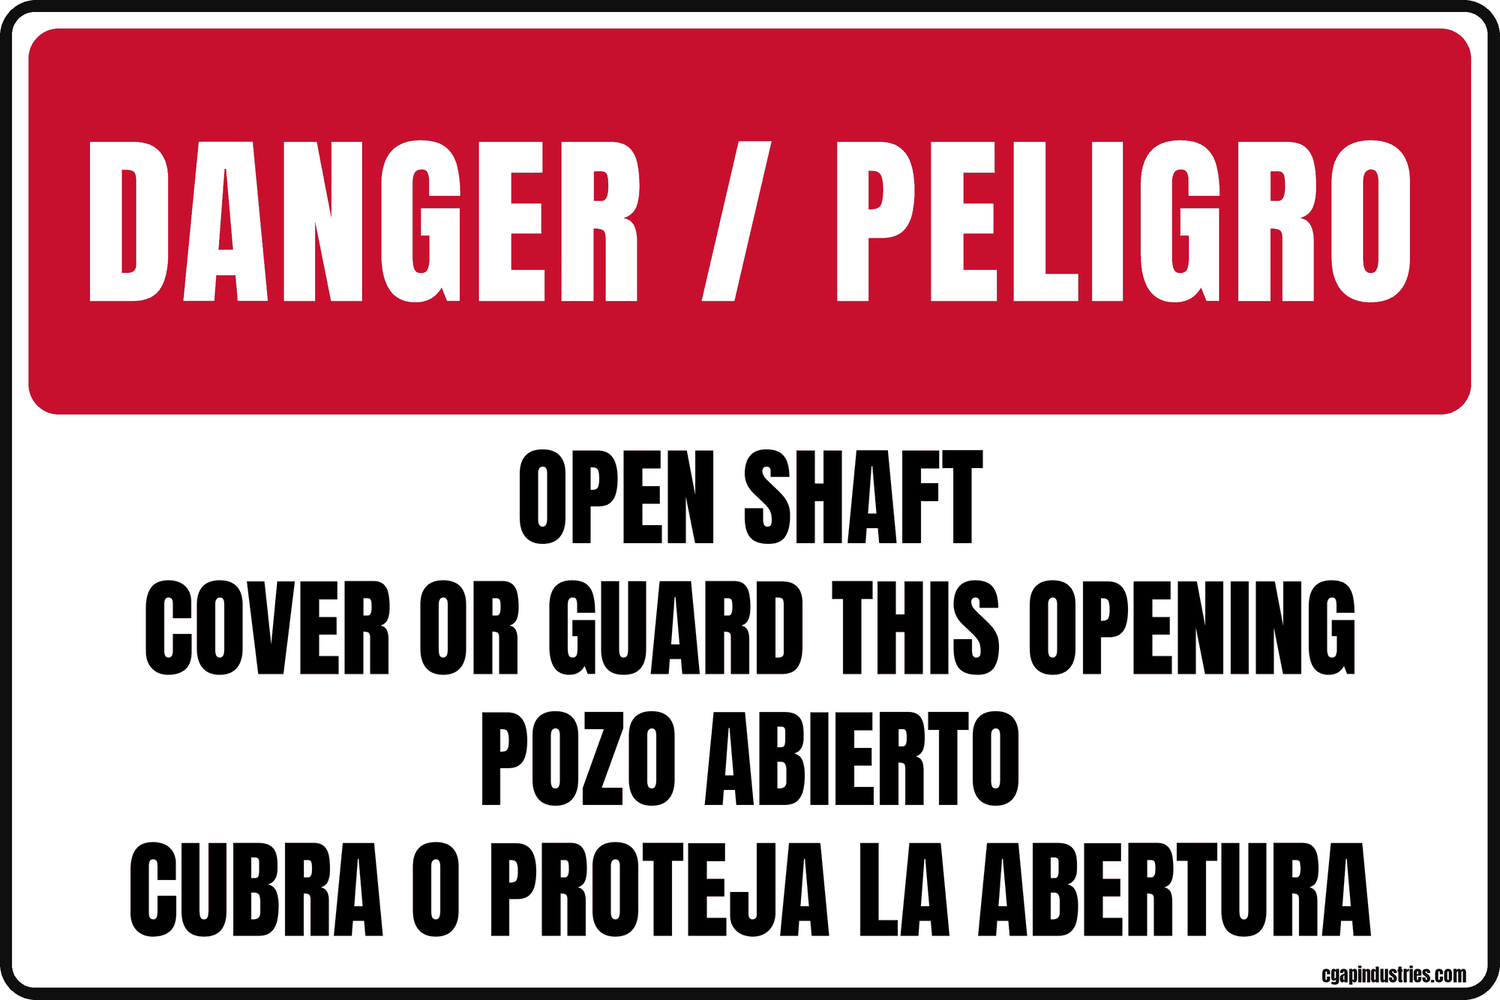 DANGER / PELIGRO
OPEN SHAFT
COVER OR GUARD THIS OPENING
POZO ABIERTO
CUBRA O PROTEJA LA ABERTURA
cgapindustries.com